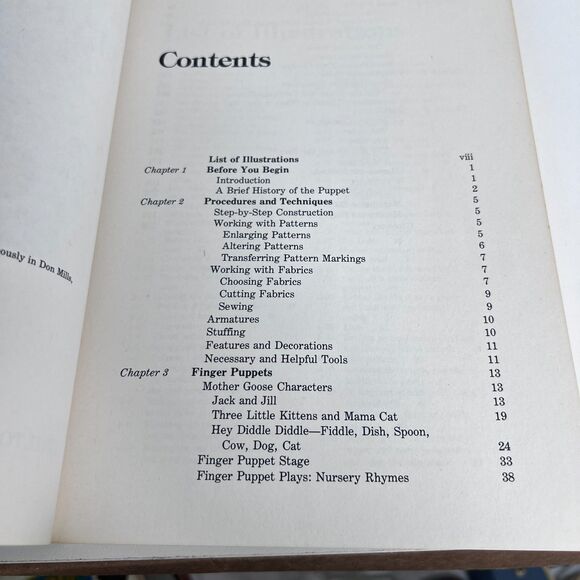 Contents
List of Illustrations viii
Chapter 1 Before You Begin 1
Introduction 1
A Brief History of the Puppet 2
Chapter 2 Procedures and Techniques 5
Step-by-Step Construction 5
Working with Patterns 5
Enlarging Patterns 5
Altering Patterns 6
Transferring Pattern Markings 7
Working with Fabrics 7
Choosing Fabrics 7
Cutting Fabrics 9
Sewing 9
Armatures 10
Stuffing 10
Features and Decorations 11
Necessary and Helpful Tools 11
Chapter 3 Finger Puppets 13
Mother Goose Characters 13
Jack and Jill 13
Three Little Kittens and Mama Cat 19
Hey Diddle Diddle—Fiddle, Dish, Spoon,
Cow, Dog, Cat 24
Finger Puppet Stage 33
Finger Puppet Plays: Nursery Rhymes 38
ously in Don Mills,